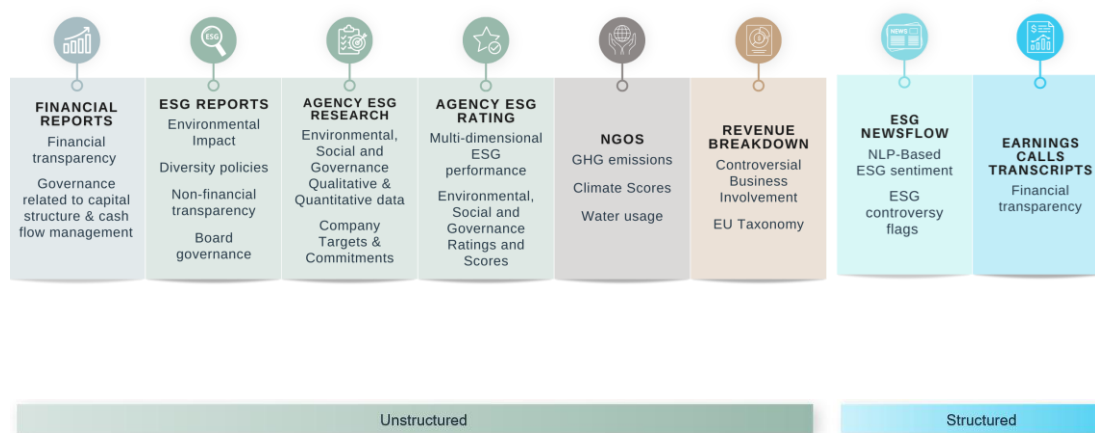 FINANCIAL
REPORTS
Financial
transparency
Governance
related to capital
structure & cash
flow management
ESG
ESG REPORTS
Environmental
Impact
Diversity policies
Non-financial
transparency
Board
governance
AGENCY ESG
RESEARCH
Environmental,
Social and
Governance
Qualitative &
Quantitative data
Company
Targets &
Commitments
AGENCY ESG
RATING
Multi-dimensional
ESG
performance
Environmental,
Social and
Governance
Ratings and
Scores
NGOS
GHG emissions
Climate Scores
Water usage
REVENUE
BREAKDOWN
Controversial
Business
Involvement
EU Taxonomy
NEWS
ESG
NEWSFLOW
NLP-Based
ESG sentiment
ESG
controversy
flags
$
EARNINGS
CALLS
TRANSCRIPTS
Financial
transparency
Unstructured
Structured